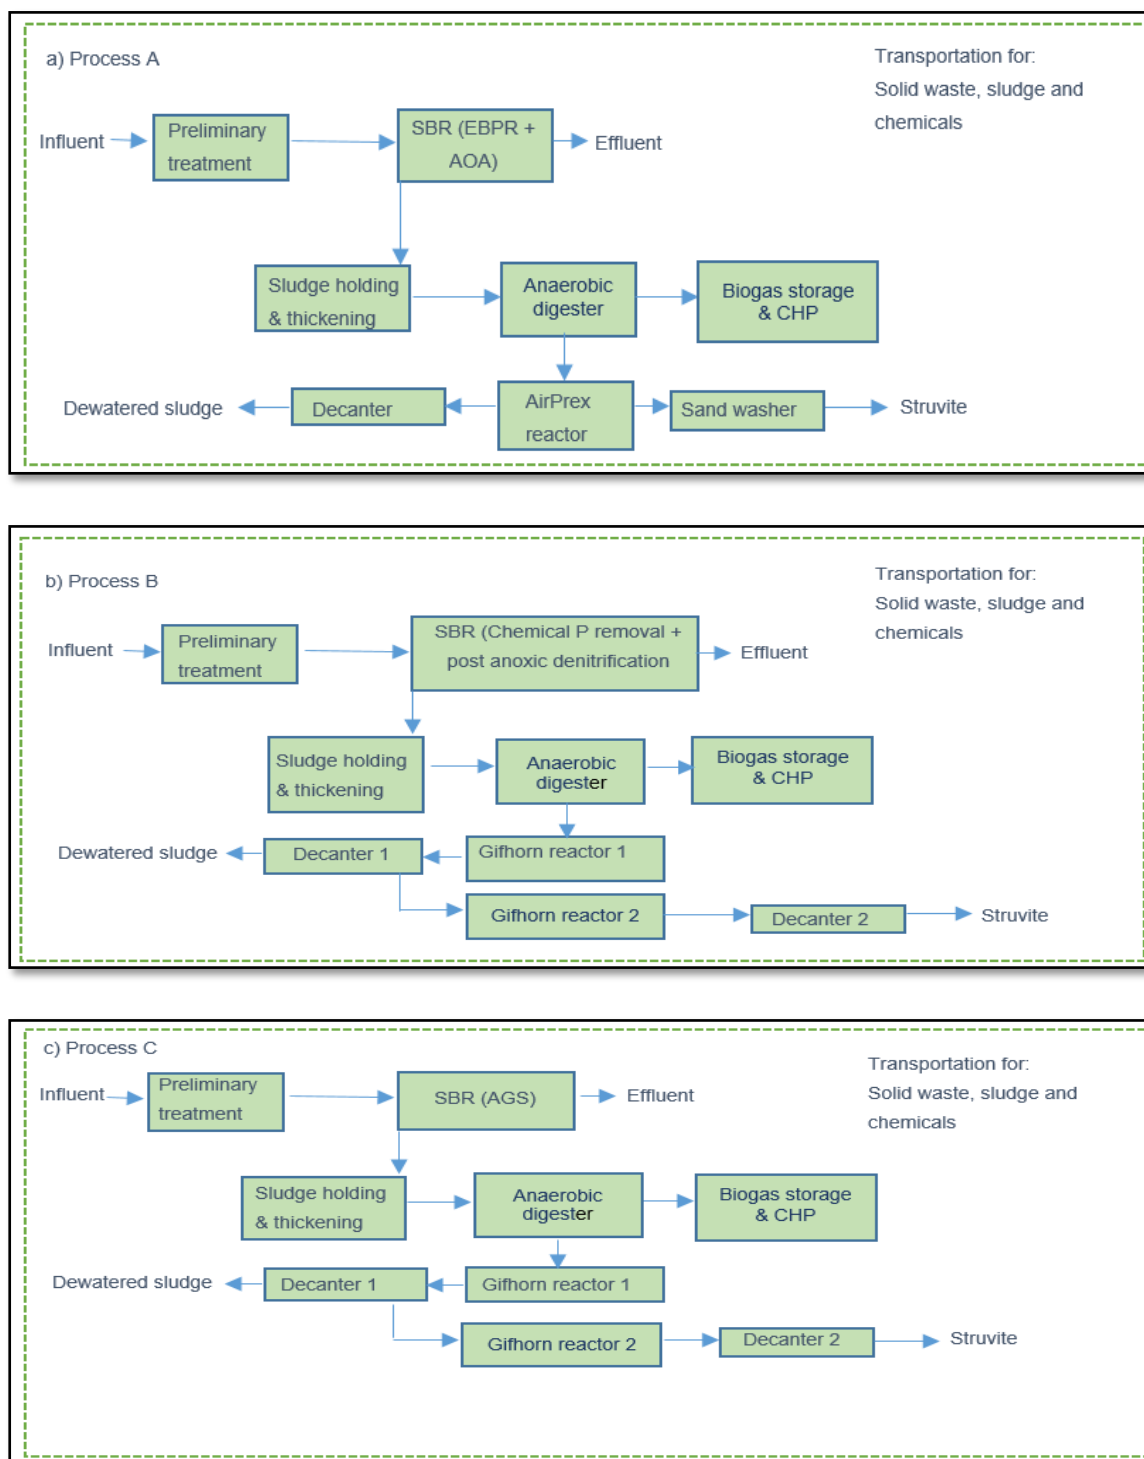 a) Process A
Transportation for:
Solid waste, sludge and
chemicals
Influent
Preliminary
treatment
SBR (EBPR +
AOA)
Effluent
Sludge holding
& thickening
Anaerobic
digester
Biogas storage
& CHP
Dewatered sludge
Decanter
AirPrex
reactor
Sand washer
Struvite
b) Process B
Transportation for:
Solid waste, sludge and
chemicals
Influent
Preliminary
treatment
SBR (Chemical P removal +
post anoxic denitrification
Effluent
Sludge holding
& thickening
Anaerobic
digester
Biogas storage
& CHP
Dewatered sludge
Decanter 1
Gifhorn reactor 1
Gifhorn reactor 2
Decanter 2
Struvite
c) Process C
Transportation for:
Solid waste, sludge and
chemicals
Influent
Preliminary
treatment
SBR (AGS)
Effluent
Sludge holding
& thickening
Anaerobic
digester
Biogas storage
& CHP
Dewatered sludge
Decanter 1
Gifhorn reactor 1
Gifhorn reactor 2
Decanter 2
Struvite